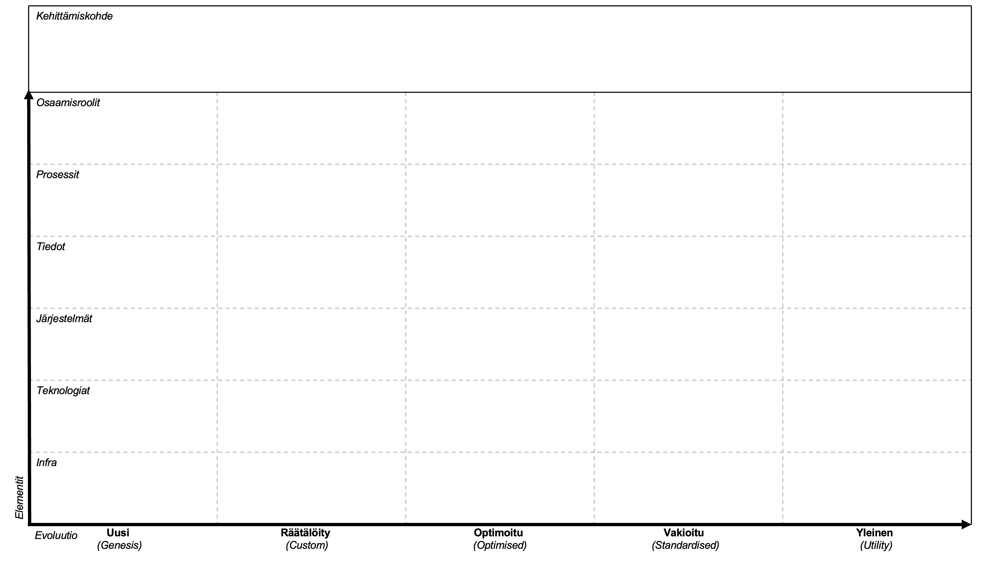 Kehittämiskohde
Osaamisroolit
Prosessit
Tiedot
Järjestelmät
Teknologiat
Infra
Elementit
Evoluutio
Uusi
(Genesis)
Räätälöity
(Custom)
Optimoitu
(Optimised)
Vakioitu
(Standardised)
Yleinen
(Utility)